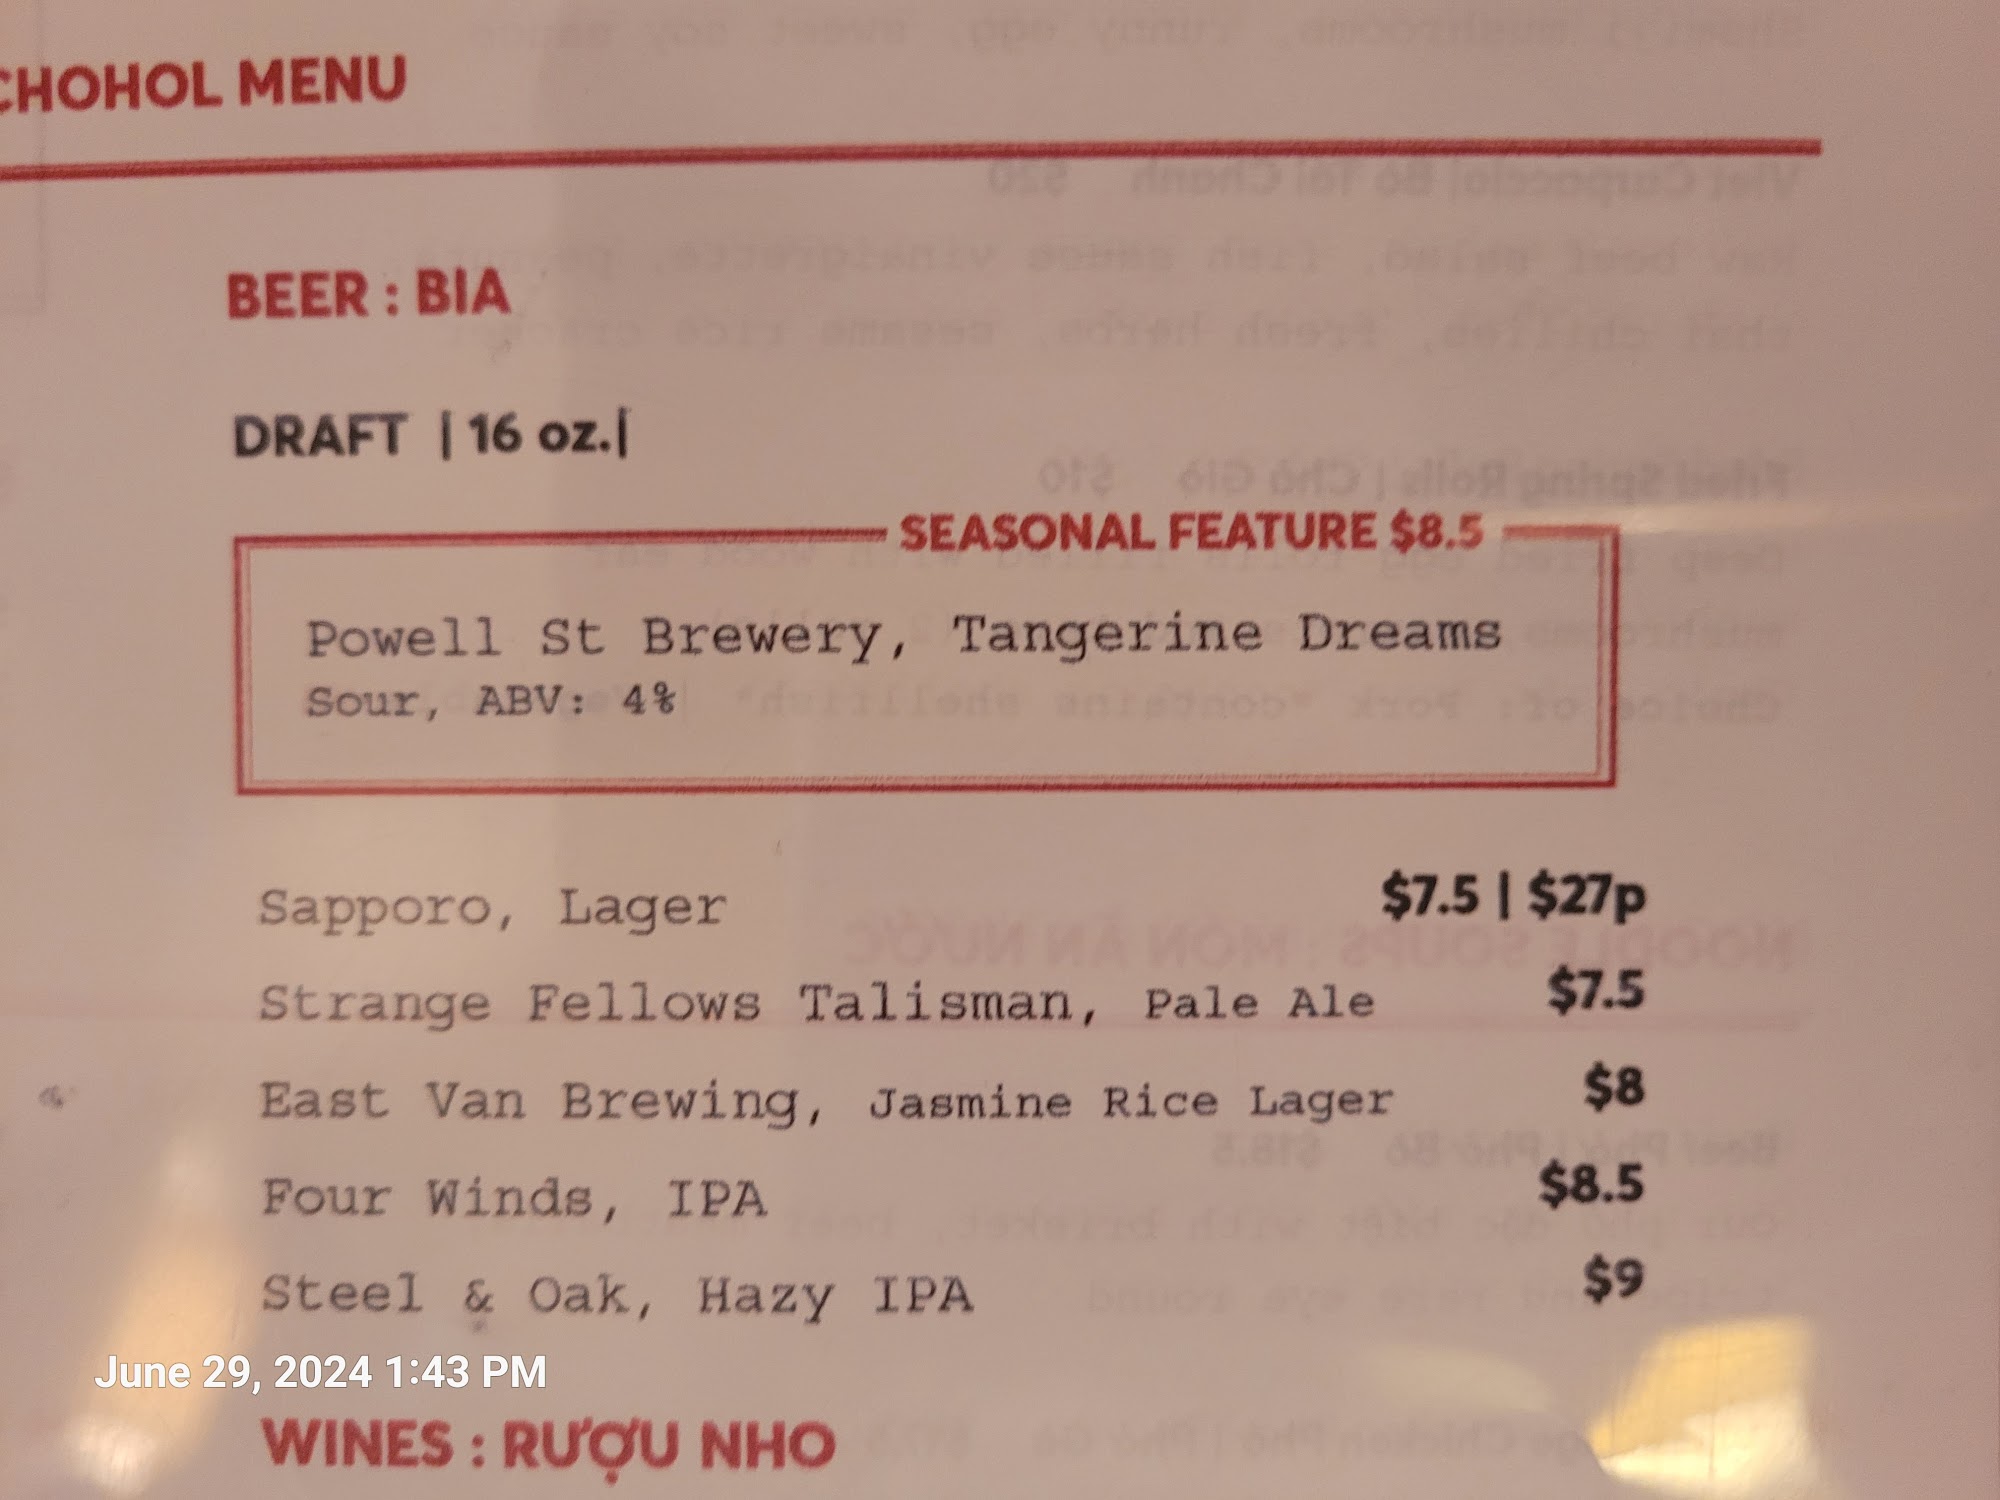 CHOHOL MENU
BEER : BIA
DRAFT | 16 oz.|
SEASONAL FEATURE $8.5
Powell St Brewery, Tangerine Dreams
Sour, ABV: 4%
Sapporo, Lager $7.5 | $27p
Strange Fellows Talisman, Pale Ale $7.5
East Van Brewing, Jasmine Rice Lager $8
Four Winds, IPA $8.5
Steel & Oak, Hazy IPA $9
June 29, 2024 1:43 PM
WINES : RƯỢU NHO